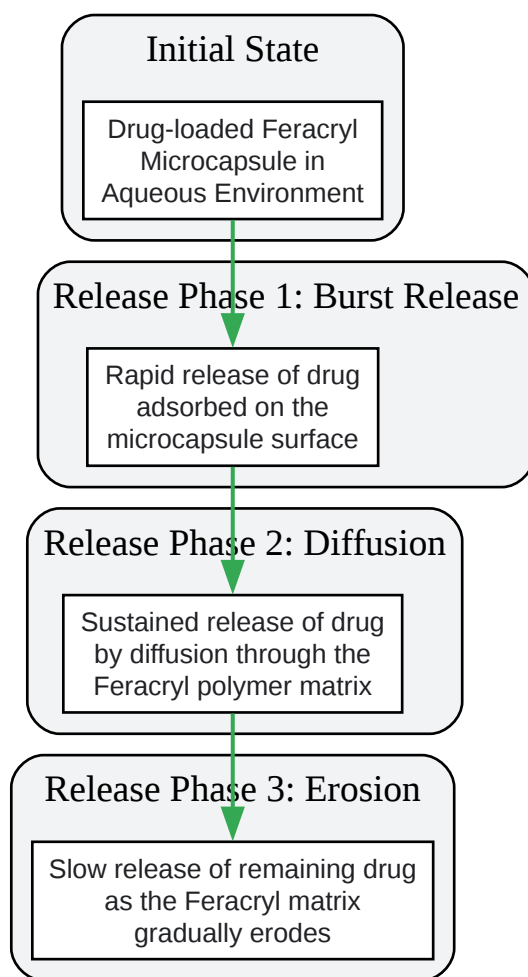 Initial State
Drug-loaded Feracryl
Microcapsule in
Aqueous Environment
Release Phase 1: Burst Release
Rapid release of drug
adsorbed on the
microcapsule surface
Release Phase 2: Diffusion
Sustained release of drug
by diffusion through the
Feracryl polymer matrix
Release Phase 3: Erosion
Slow release of remaining drug
as the Feracryl matrix
gradually erodes